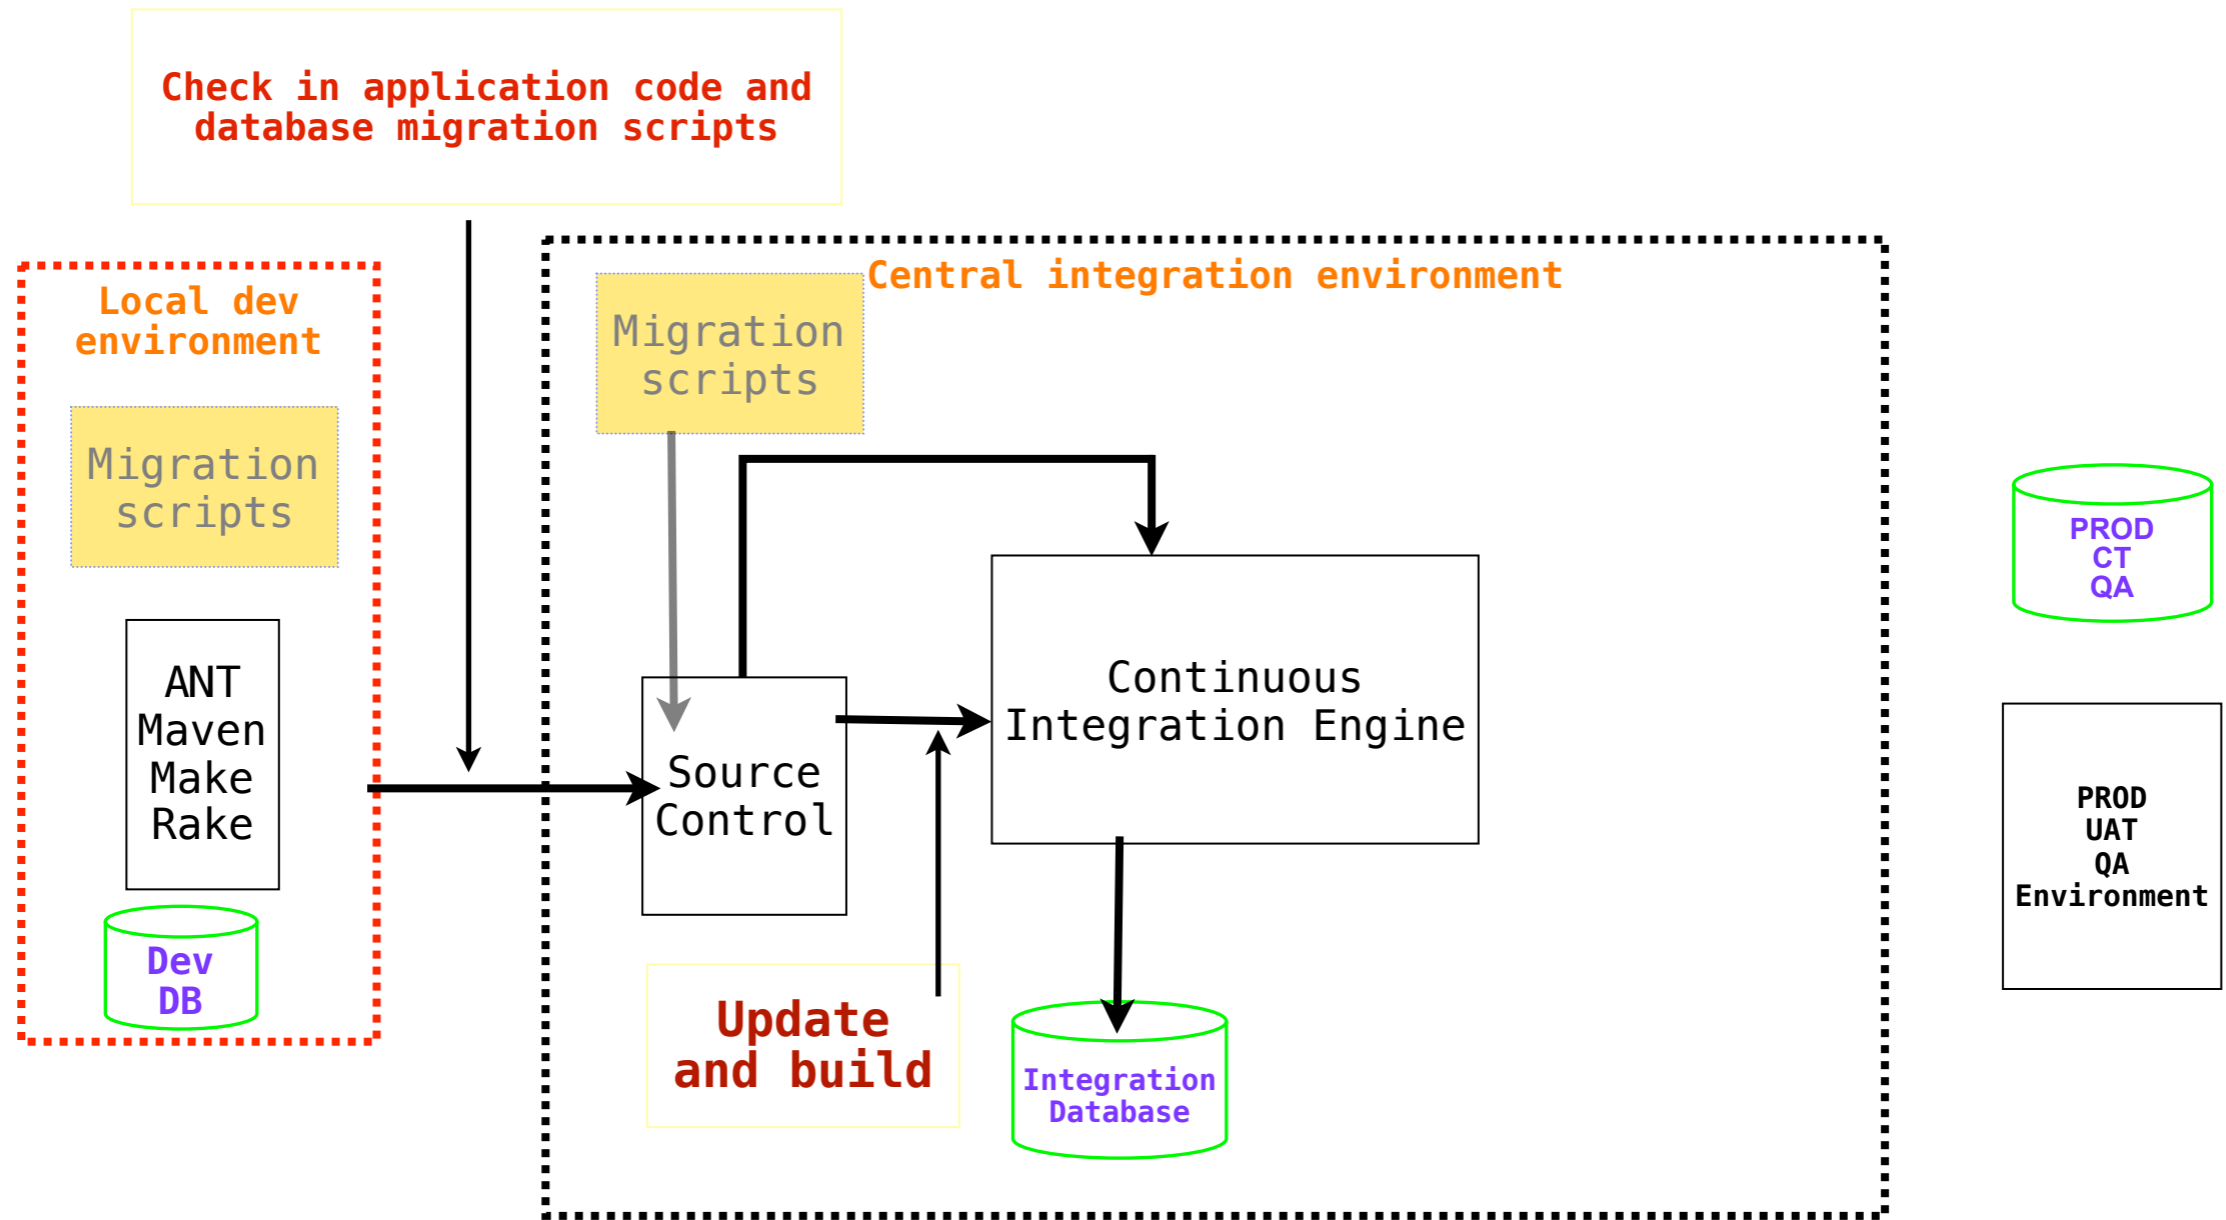 Check in application code and
database migration scripts
Local dev
environment
Migration
scripts
ANT
Maven
Make
Rake
Dev
DB
Central integration environment
Migration
scripts
Source
Control
Continuous
Integration Engine
Update
and build
Integration
Database
PROD
CT
QA
PROD
UAT
QA
Environment